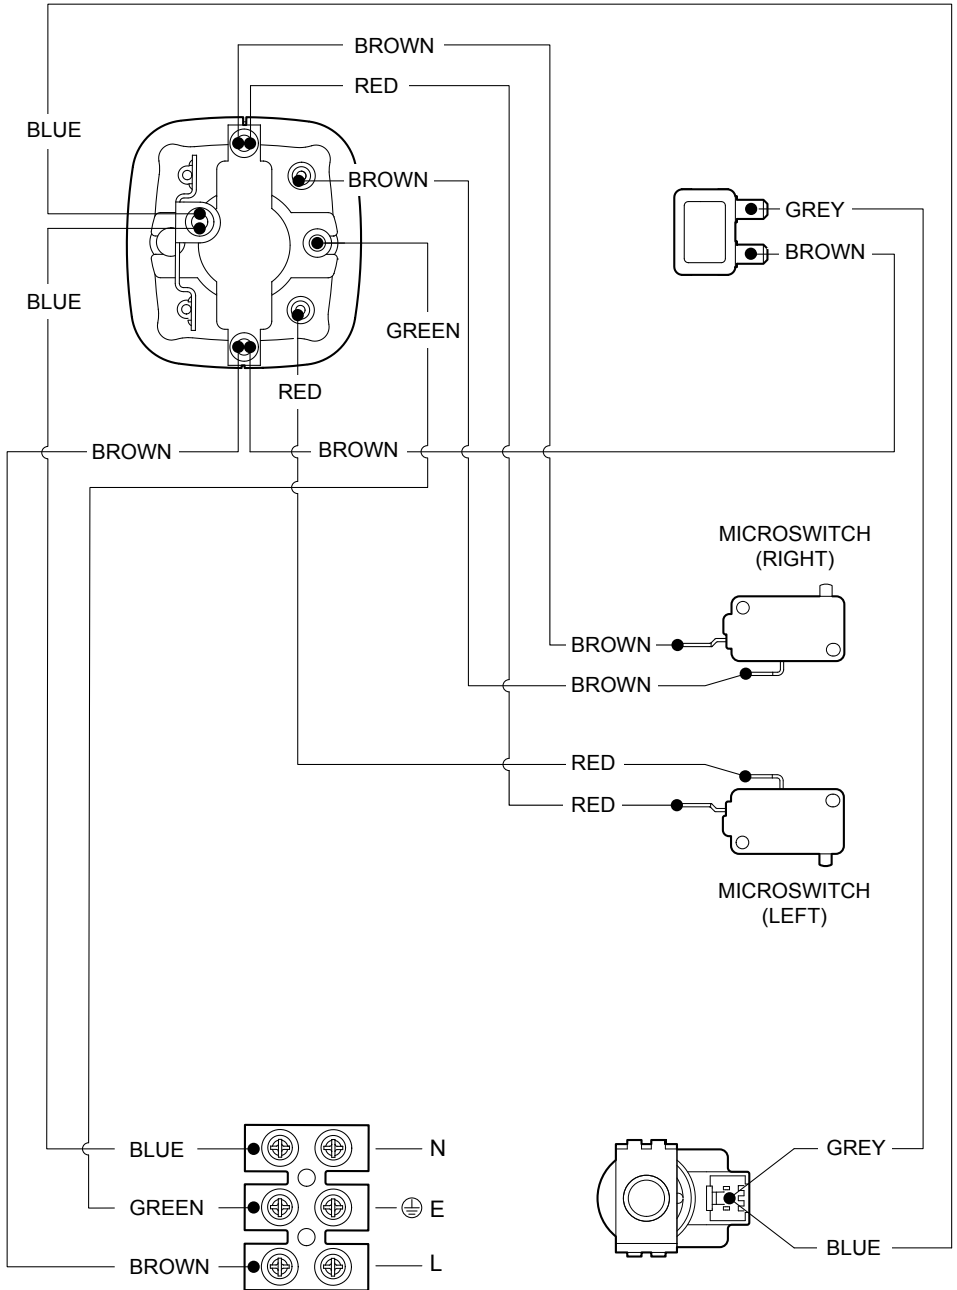 BROWN
RED
BLUE
BROWN
GREY
BROWN
BLUE
GREEN
RED
BROWN
BROWN
MICROSWITCH
(RIGHT)
BROWN
BROWN
RED
RED
MICROSWITCH
(LEFT)
BLUE
N
GREY
GREEN
E
BLUE
BROWN
L